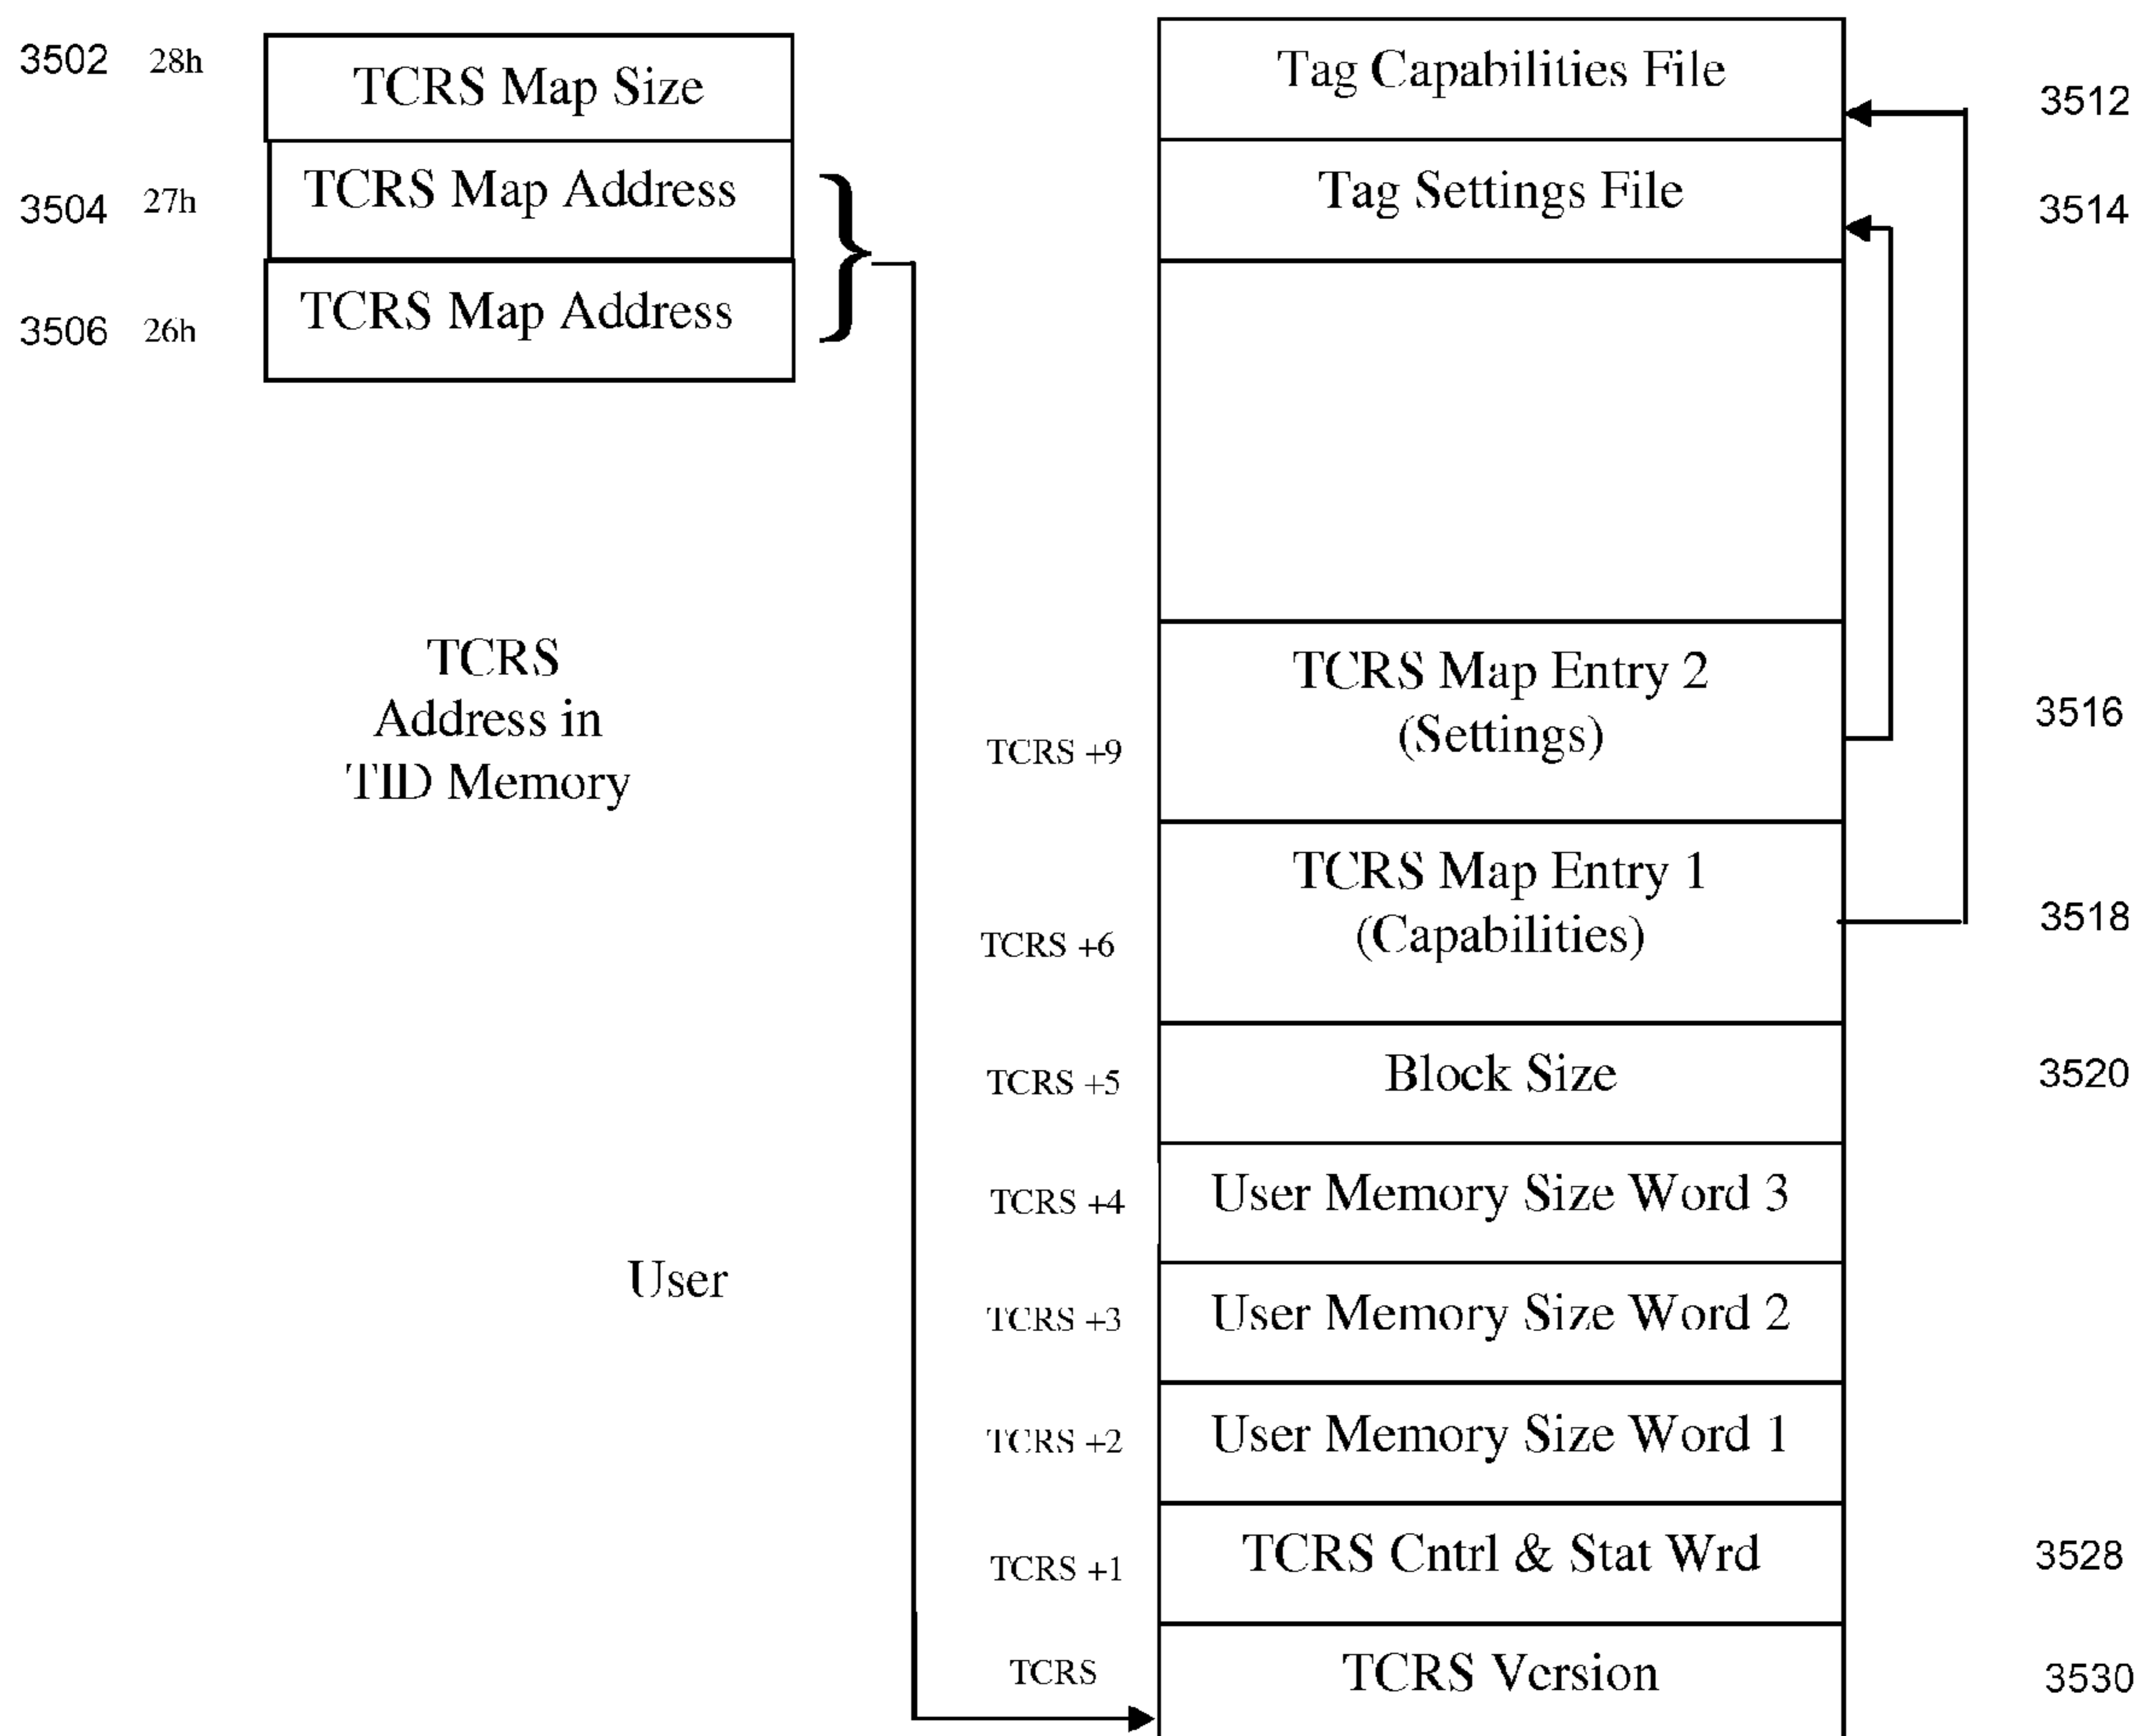 3502 28h TCRS Map Size
3504 27h TCRS Map Address
3506 26h TCRS Map Address
TCRS
Address in
TID Memory
User
Tag Capabilities File 3512
Tag Settings File 3514
TCRS +9 TCRS Map Entry 2
(Settings) 3516
TCRS +6 TCRS Map Entry 1
(Capabilities) 3518
TCRS +5 Block Size 3520
TCRS +4 User Memory Size Word 3
TCRS +3 User Memory Size Word 2
TCRS +2 User Memory Size Word 1
TCRS +1 TCRS Cntrl & Stat Wrd 3528
TCRS TCRS Version 3530